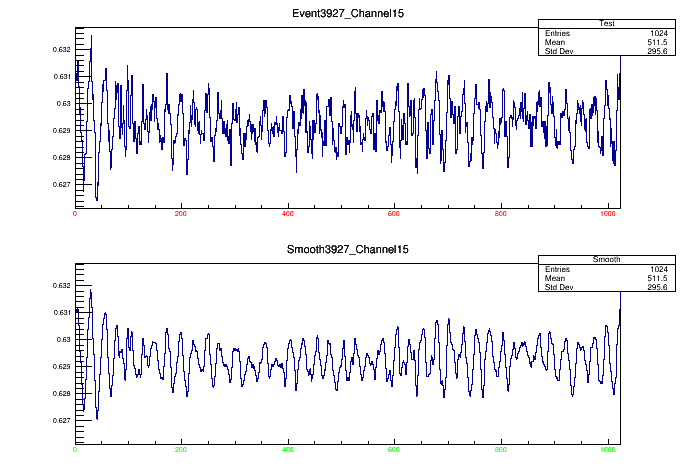 Event3927_Channel15
Test
Entries 1024
Mean 511.5
Std Dev 295.6
0.632
0.631
0.63
0.629
0.628
0.627
0 200 400 600 800 1000
Smooth3927_Channel15
Smooth
Entries 1024
Mean 511.5
Std Dev 295.6
0.632
0.631
0.63
0.629
0.628
0.627
0 200 400 600 800 1000